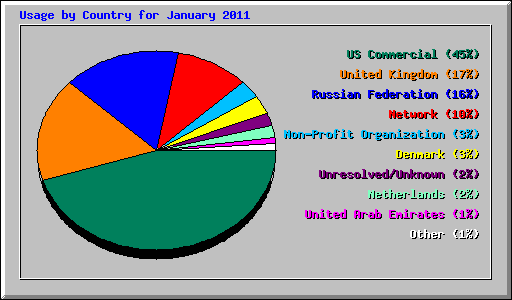 Usage by Country for January 2011
US Commercial (45%)
United Kingdom (17%)
Russian Federation (16%)
Network (10%)
Non-Profit Organization (3%)
Denmark (3%)
Unresolved/Unknown (2%)
Netherlands (2%)
United Arab Emirates (1%)
Other (1%)